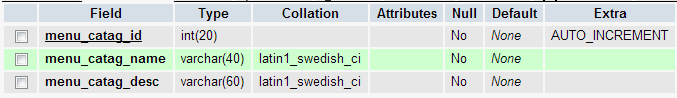 Field Type Collation Attributes Null Default Extra
menu_catag_id int(20) No None AUTO_INCREMENT
menu_catag_name varchar(40) latin1_swedish_ci No None
menu_catag_desc varchar(60) latin1_swedish_ci No None